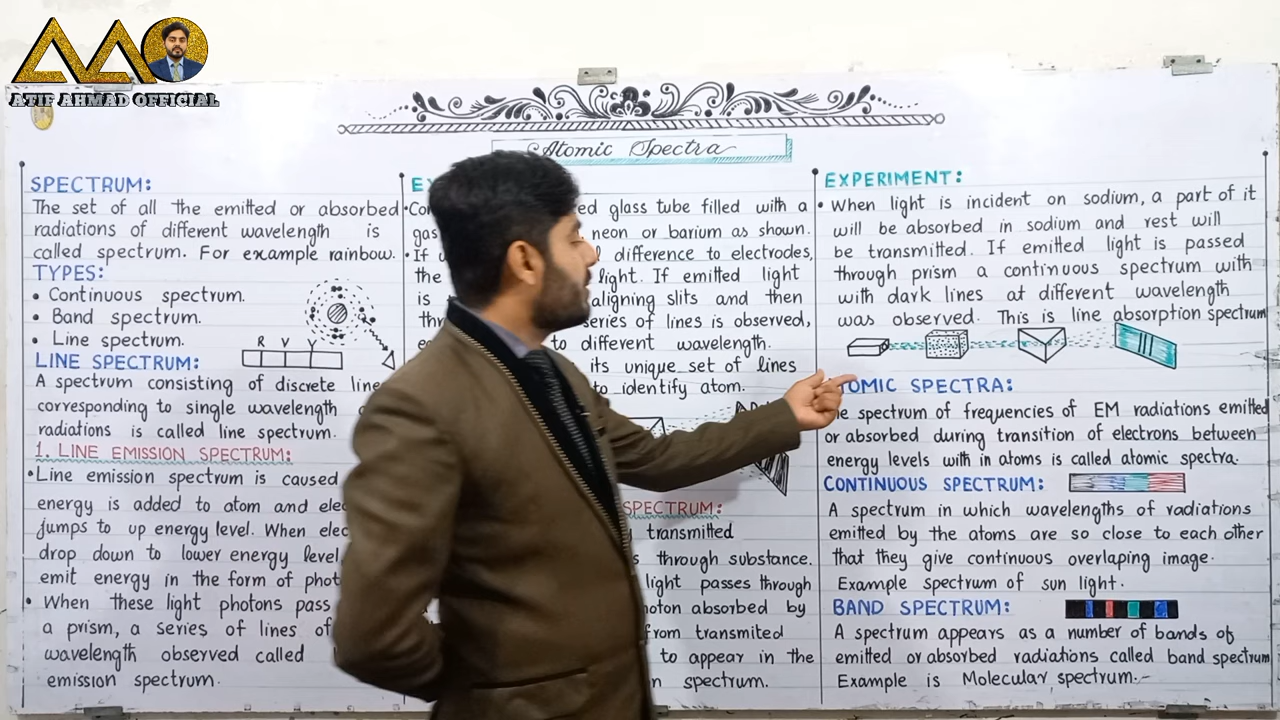 ATIF AHMAD OFFICIAL
Atomic Spectra
SPECTRUM:
The set of all the emitted or absorbed
radiations of different wavelength is
called spectrum. For example rainbow.
TYPES:
• Continuous spectrum.
• Band spectrum.
• Line spectrum.
R V Y
LINE SPECTRUM:
A spectrum consisting of discrete line
corresponding to single wavelength
radiations is called line spectrum.
1. LINE EMISSION SPECTRUM:
• Line emission spectrum is caused
energy is added to atom and elec
jumps to up energy level. When elec
drop down to lower energy level
emit energy in the form of phot
• When these light photons pass
a prism, a series of lines of
wavelength observed called
emission spectrum.
glass tube filled with a
gas neon or barium as shown.
• If difference to electrodes,
the light. If emitted light
is aligning slits and then
series of lines is observed,
to different wavelength.
its unique set of lines
to identify atom.
SPECTRUM:
transmitted
through substance.
light passes through
absorbed by
from transmited
to appear in the
spectrum.
EXPERIMENT:
• When light is incident on sodium, a part of it
will be absorbed in sodium and rest will
be transmitted. If emitted light is passed
through prism a continuous spectrum with
with dark lines at different wavelength
was observed. This is line absorption spectrum
TOMIC SPECTRA:
e spectrum of frequencies of EM radiations emitted
or absorbed during transition of electrons between
energy levels with in atoms is called atomic spectra.
CONTINUOUS SPECTRUM:
A spectrum in which wavelengths of radiations
emitted by the atoms are so close to each other
that they give continuous overlaping image.
Example spectrum of sun light.
BAND SPECTRUM:
A spectrum appears as a number of bands of
emitted or absorbed radiations called band spectrum
Example is Molecular spectrum.-